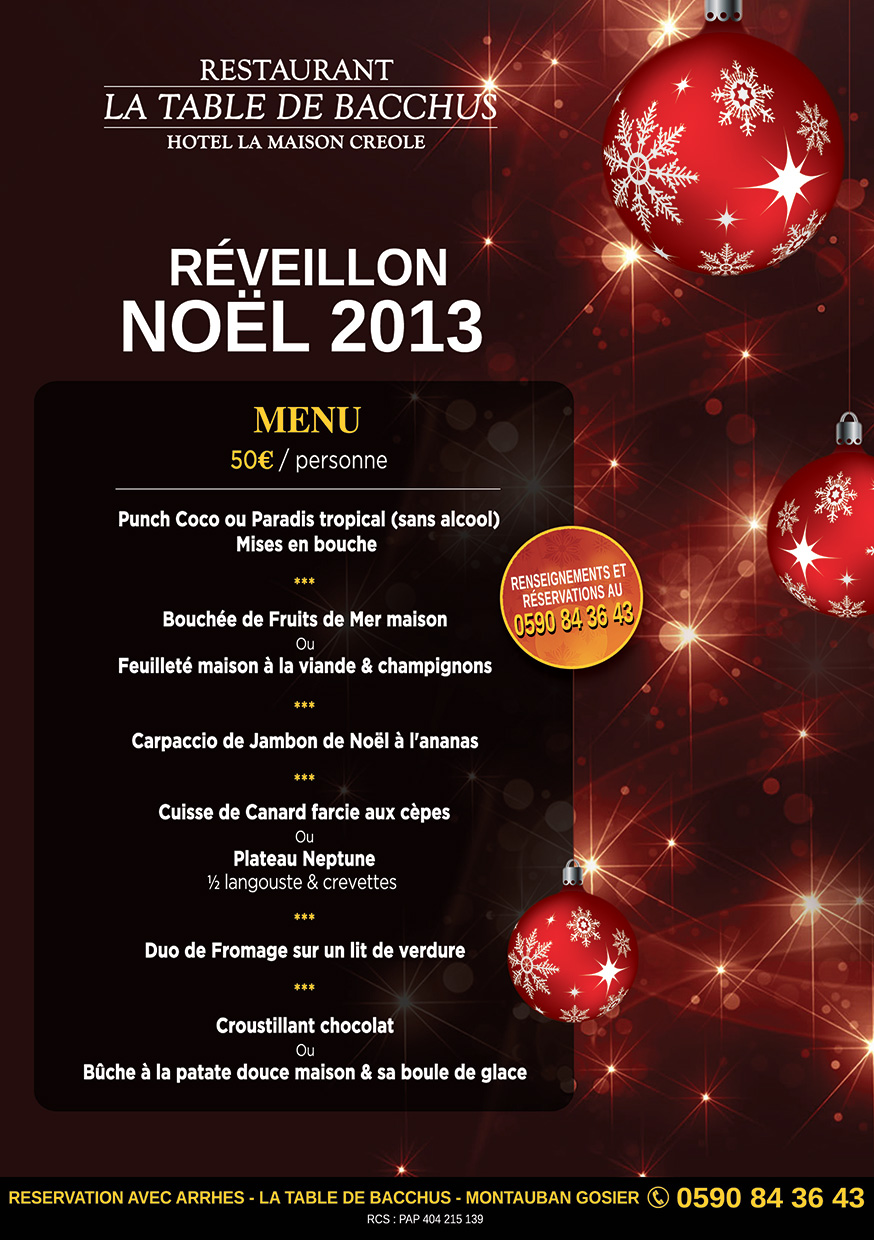 RESTAURANT
LA TABLE DE BACCHUS
HOTEL LA MAISON CREOLE
RÉVEILLON
NOËL 2013
MENU
50€ / personne
Punch Coco ou Paradis tropical (sans alcool)
Mises en bouche
***
Bouchée de Fruits de Mer maison
Ou
Feuilleté maison à la viande & champignons
***
Carpaccio de Jambon de Noël à l'ananas
***
Cuisse de Canard farcie aux cèpes
Ou
Plateau Neptune
½ langouste & crevettes
***
Duo de Fromage sur un lit de verdure
***
Croustillant chocolat
Ou
Bûche à la patate douce maison & sa boule de glace
RENSEIGNEMENTS ET
RÉSERVATIONS AU
0590 84 36 43
RESERVATION AVEC ARRHES - LA TABLE DE BACCHUS - MONTAUBAN GOSIER 0590 84 36 43
RCS : PAP 404 215 139